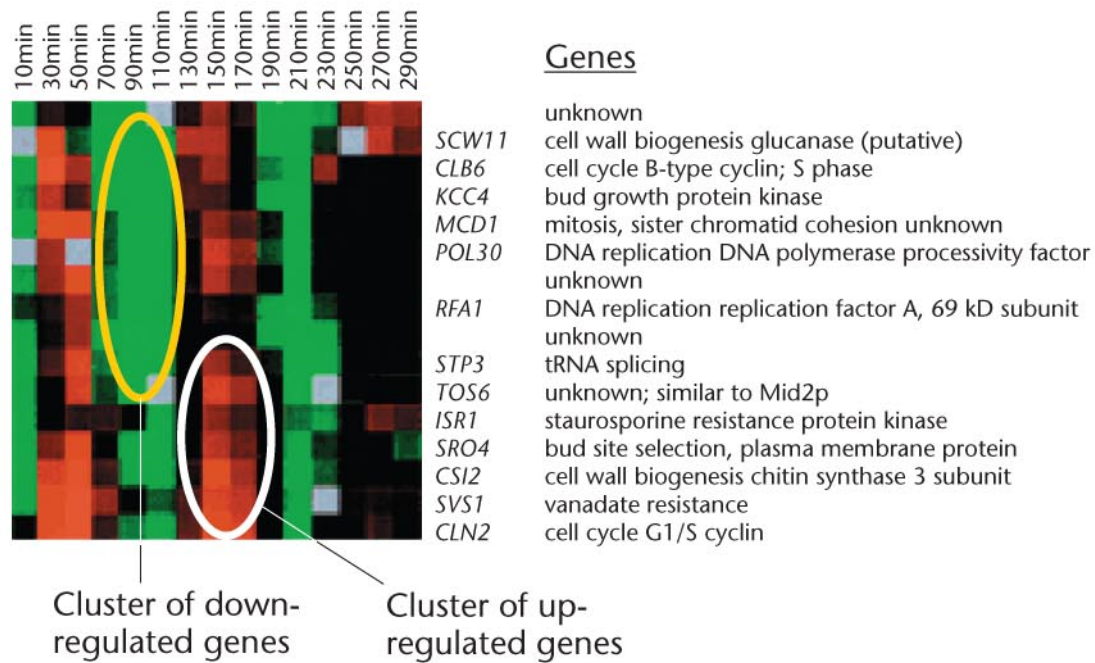 10min 30min 50min 70min 90min 110min 130min 150min 170min 190min 210min 230min 250min 270min 290min
Genes
unknown
SCW11 cell wall biogenesis glucanase (putative)
CLB6 cell cycle B-type cyclin; S phase
KCC4 bud growth protein kinase
MCD1 mitosis, sister chromatid cohesion unknown
POL30 DNA replication DNA polymerase processivity factor
unknown
RFA1 DNA replication replication factor A, 69 kD subunit
unknown
STP3 tRNA splicing
TOS6 unknown; similar to Mid2p
ISR1 staurosporine resistance protein kinase
SRO4 bud site selection, plasma membrane protein
CSI2 cell wall biogenesis chitin synthase 3 subunit
SVS1 vanadate resistance
CLN2 cell cycle G1/S cyclin
Cluster of down-
regulated genes
Cluster of up-
regulated genes